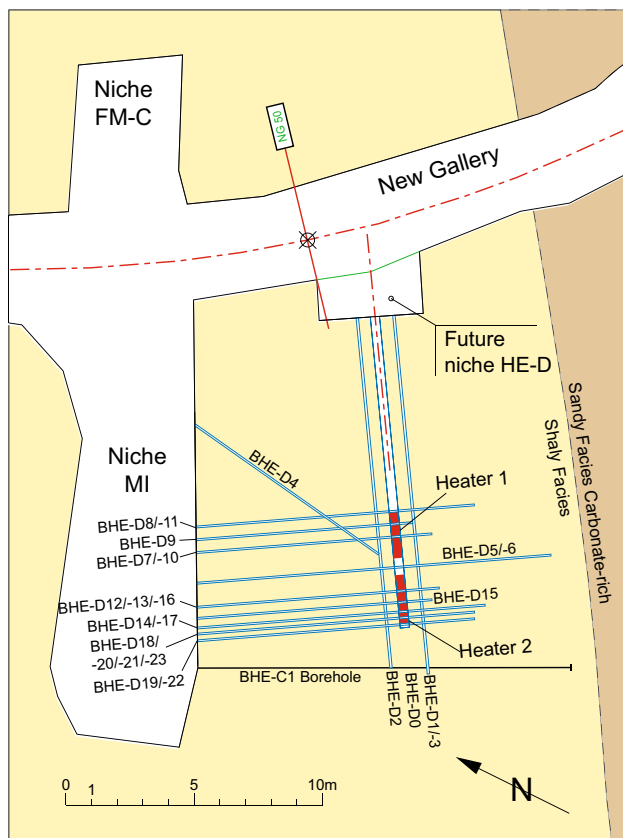 Niche
FM-C
NG 50
New Gallery
Future
niche HE-D
Sandy Facies Carbonate-rich
Shaly Facies
BHE-D4
Niche
MI
Heater 1
BHE-D8/-11
BHE-D9
BHE-D7/-10
BHE-D5/-6
BHE-D12/-13/-16
BHE-D15
BHE-D14/-17
BHE-D18/
-20/-21/-23
Heater 2
BHE-D19/-22
BHE-C1 Borehole
BHE-D2
BHE-D0
BHE-D1/-3
N
0 1 5 10m